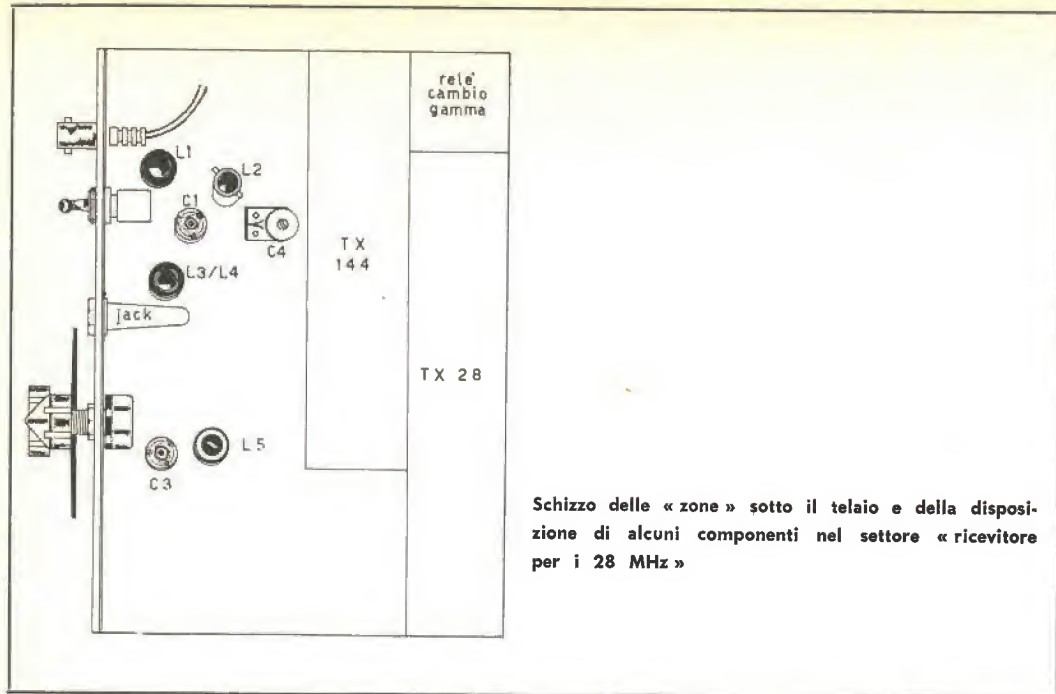 rele'
cambio
gamma
L1
L2
C1
C4
TX
144
L3/L4
jack
TX 28
L5
C3
Schizzo delle « zone » sotto il telaio e della disposi-
zione di alcuni componenti nel settore « ricevitore
per i 28 MHz »